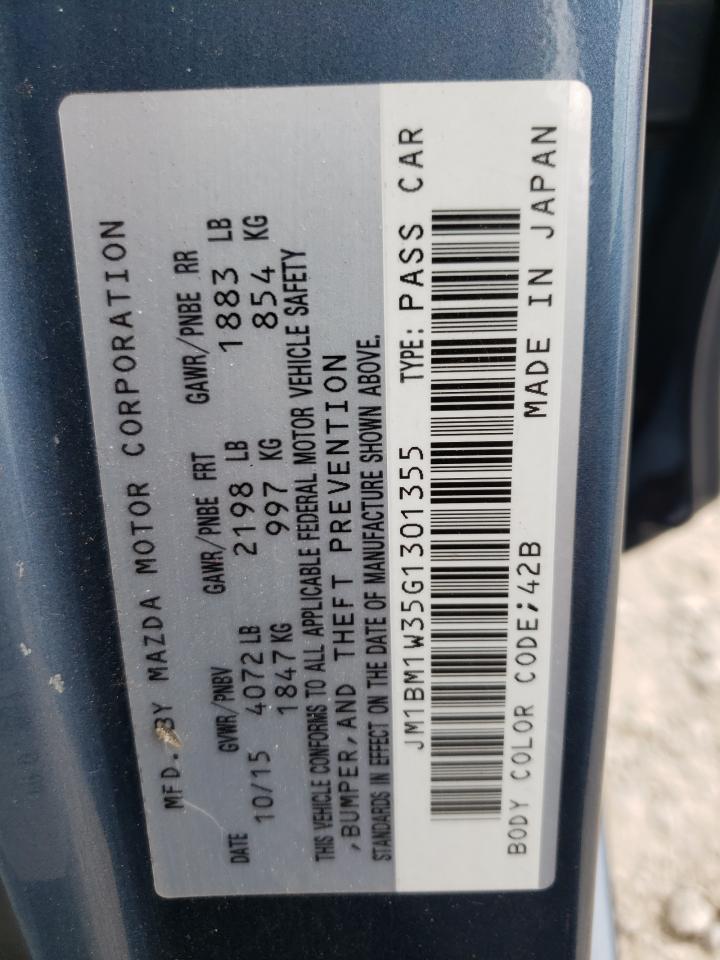 MFD. BY MAZDA MOTOR CORPORATION
DATE GVWR/PNBV GAWR/PNBE FRT GAWR/PNBE RR
10/15 4072 LB 2198 LB 1883 LB
1847 KG 997 KG 854 KG
THIS VEHICLE CONFORMS TO ALL APPLICABLE FEDERAL MOTOR VEHICLE SAFETY
,BUMPER,AND THEFT PREVENTION
STANDARDS IN EFFECT ON THE DATE OF MANUFACTURE SHOWN ABOVE.
JM1BM1W35G1301355 TYPE: PASS CAR
BODY COLOR CODE;42B MADE IN JAPAN